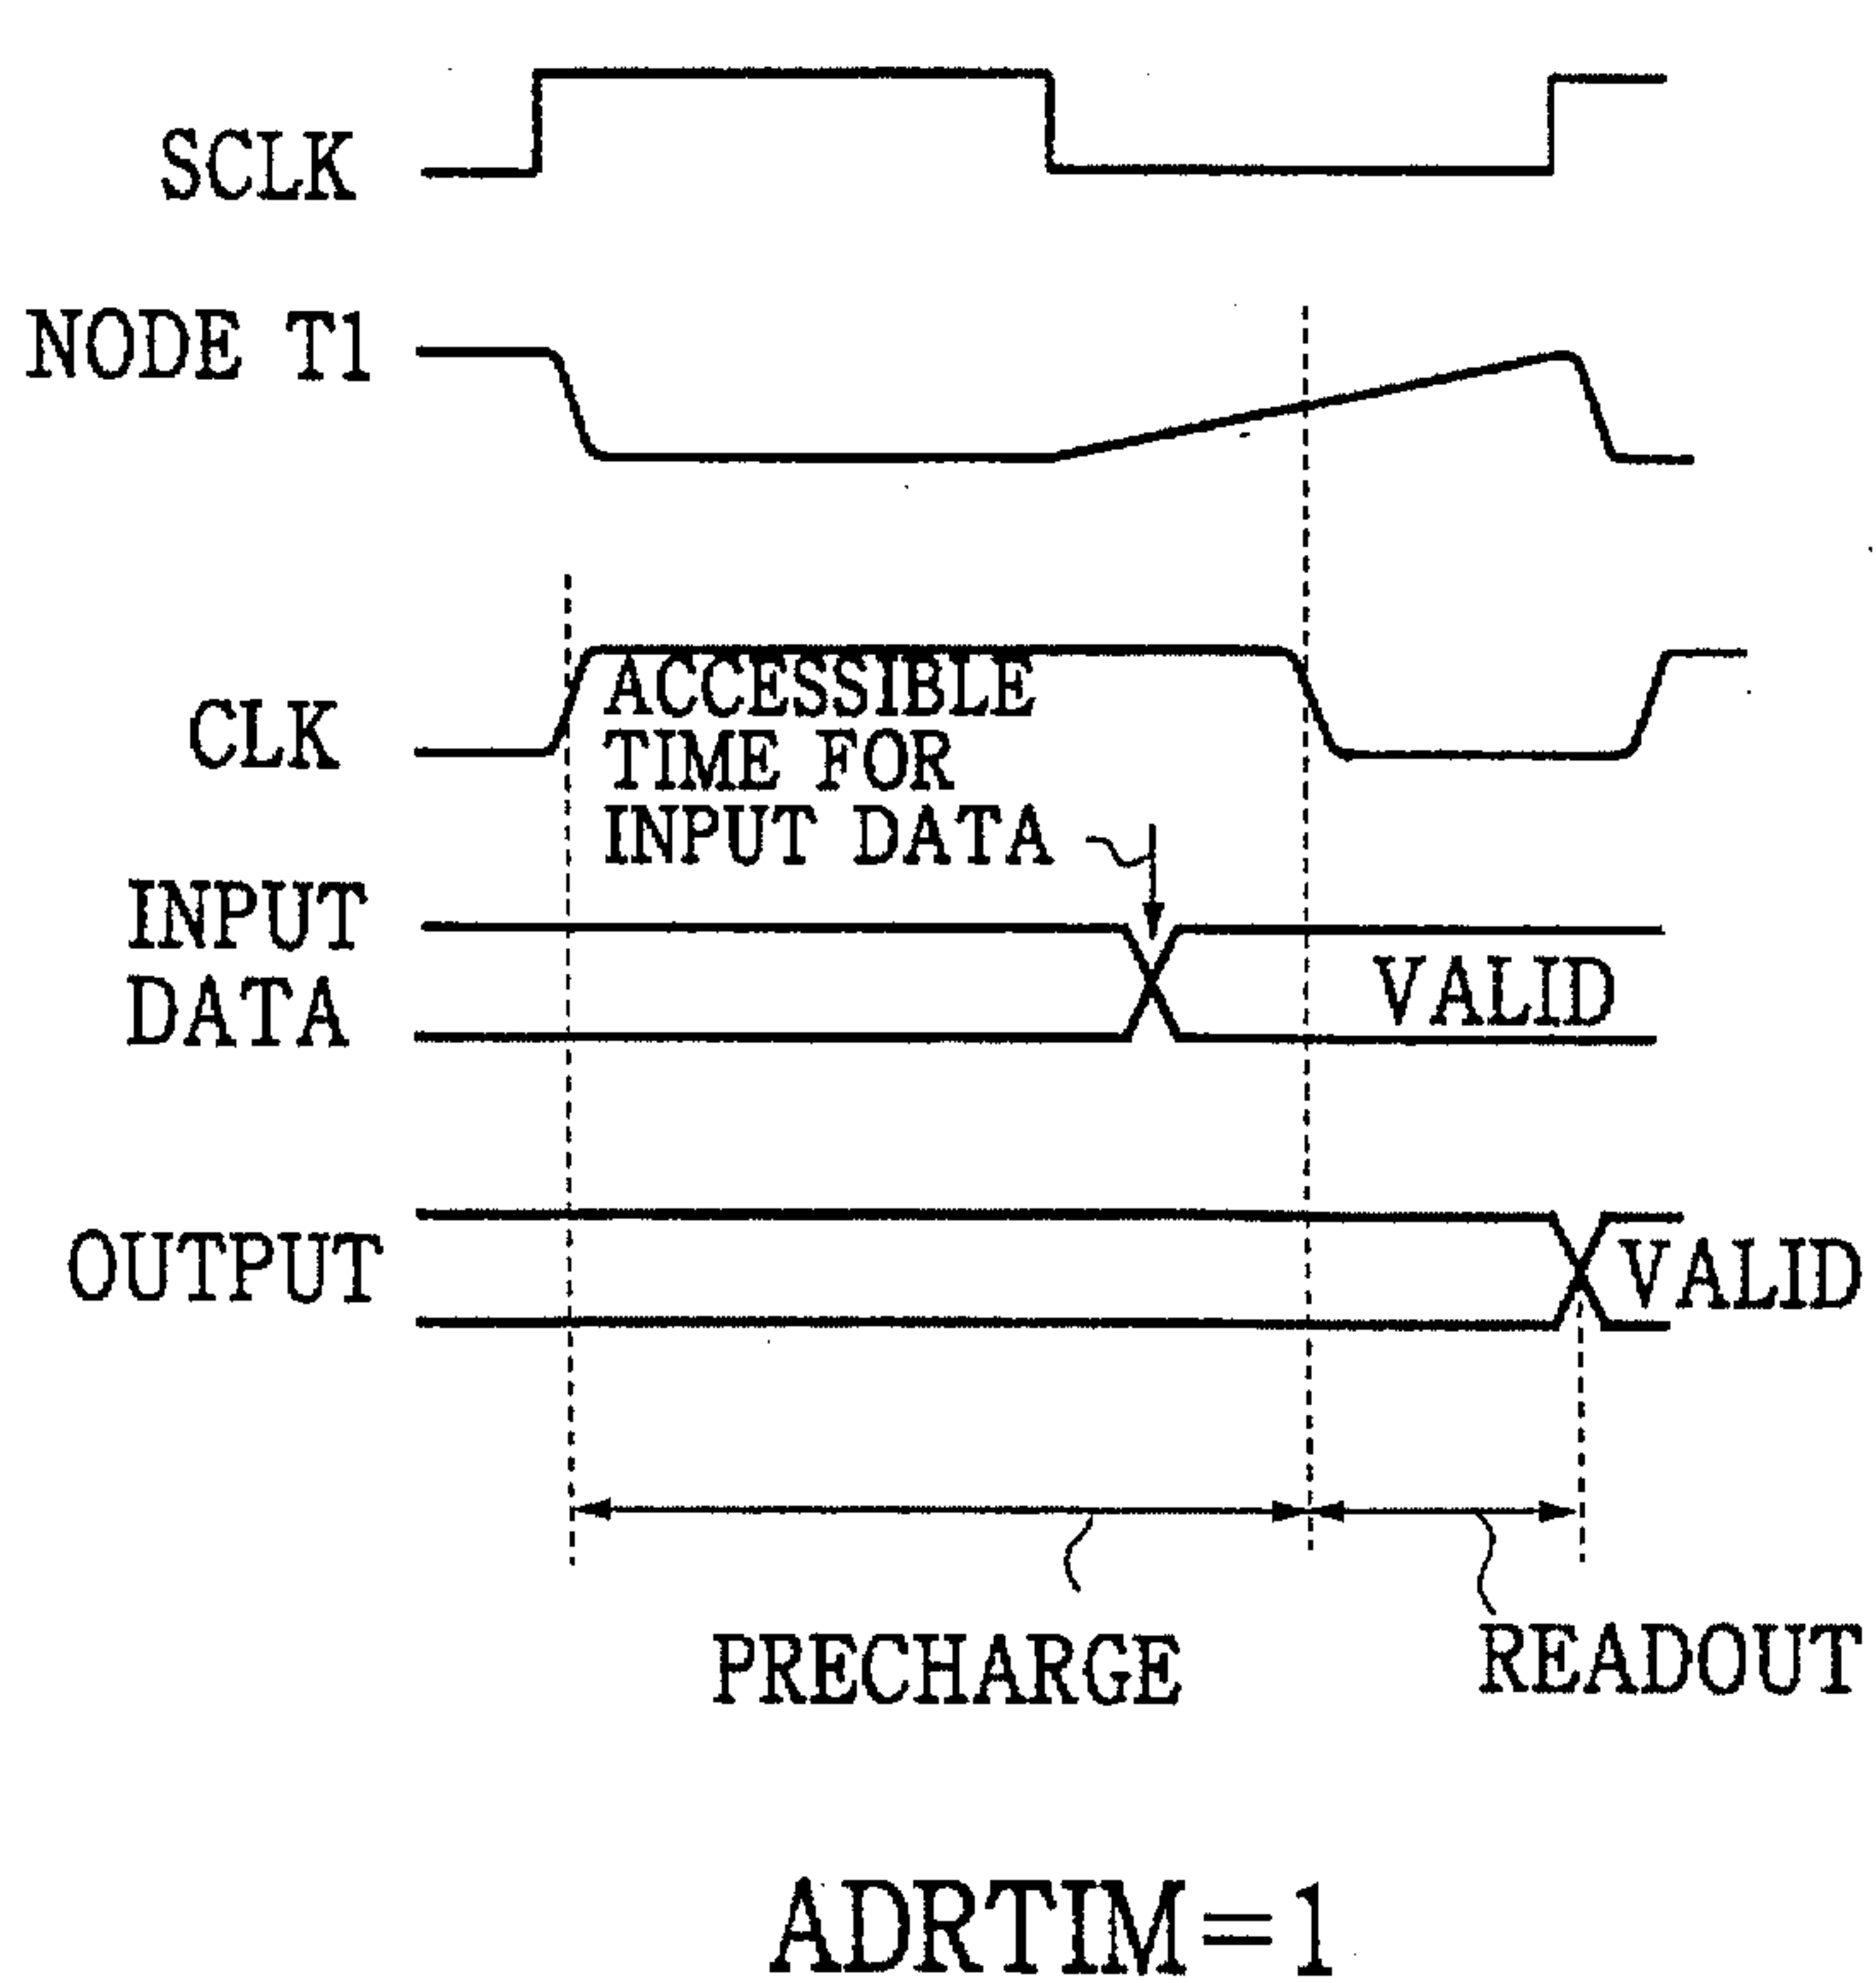 SCLK
NODE T1
CLK
ACCESSIBLE
TIME FOR
INPUT DATA
INPUT
DATA
VALID
OUTPUT
VALID
PRECHARGE
READOUT
ADRTIM=1